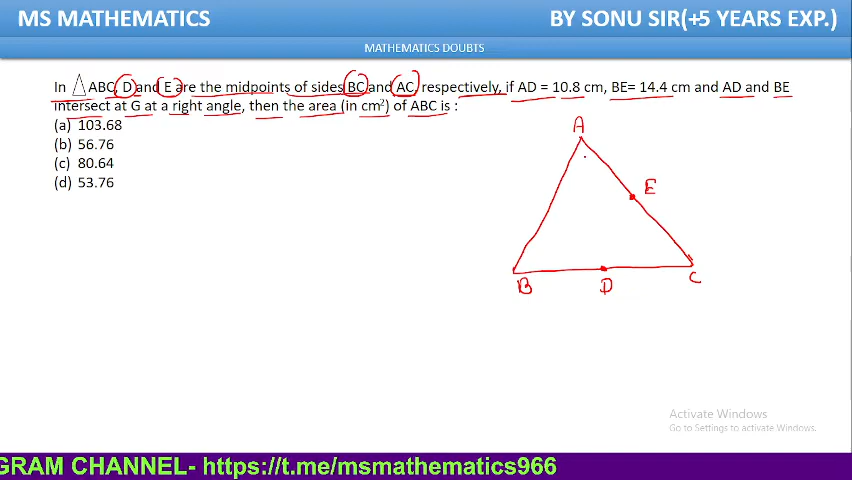 MS MATHEMATICS
BY SONU SIR(+5 YEARS EXP.)
MATHEMATICS DOUBTS
In △ABC, D and E are the midpoints of sides BC and AC, respectively, if AD = 10.8 cm, BE= 14.4 cm and AD and BE
intersect at G at a right angle, then the area (in cm²) of ABC is :
(a) 103.68
(b) 56.76
(c) 80.64
(d) 53.76
A
E
B
D
C
Activate Windows
Go to Settings to activate Windows.
GRAM CHANNEL- https://t.me/msmathematics966